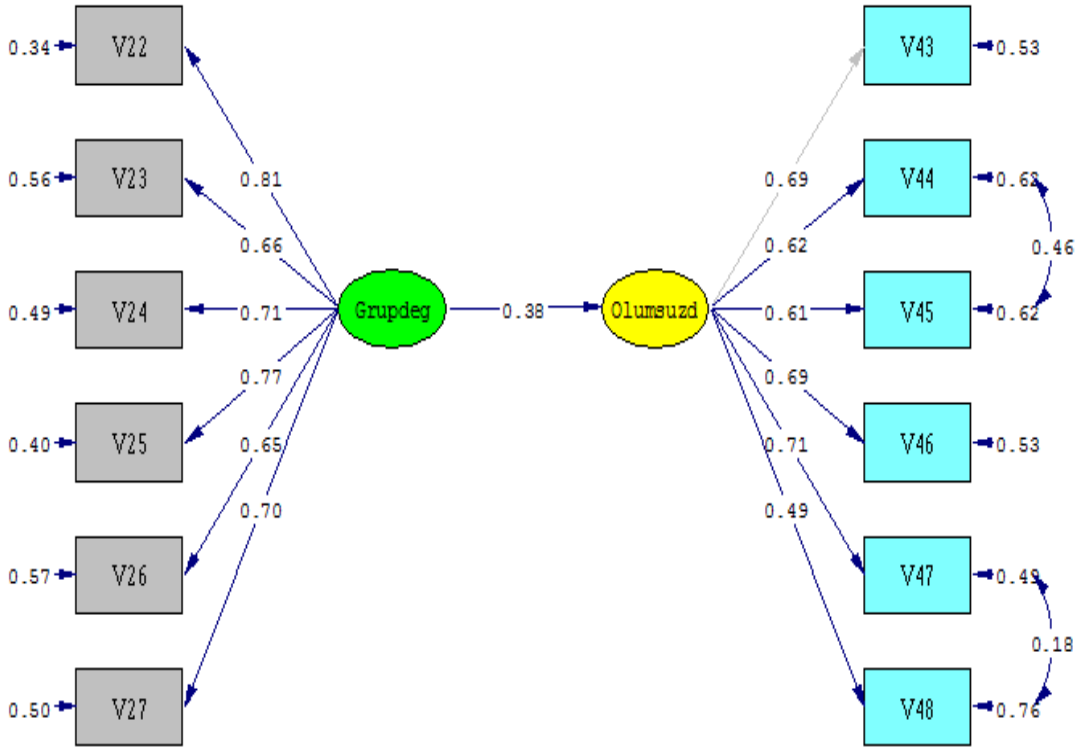 0.34 V22 V43 0.53
0.56 V23 0.81 0.69 V44 0.62
0.66 0.62 0.46
0.49 V24 0.71 Grupdeg 0.38 Olumsuzd 0.61 V45 0.62
0.77 0.69
0.40 V25 0.65 0.71 V46 0.53
0.70 0.49
0.57 V26 V47 0.49
0.18
0.50 V27 V48 0.76